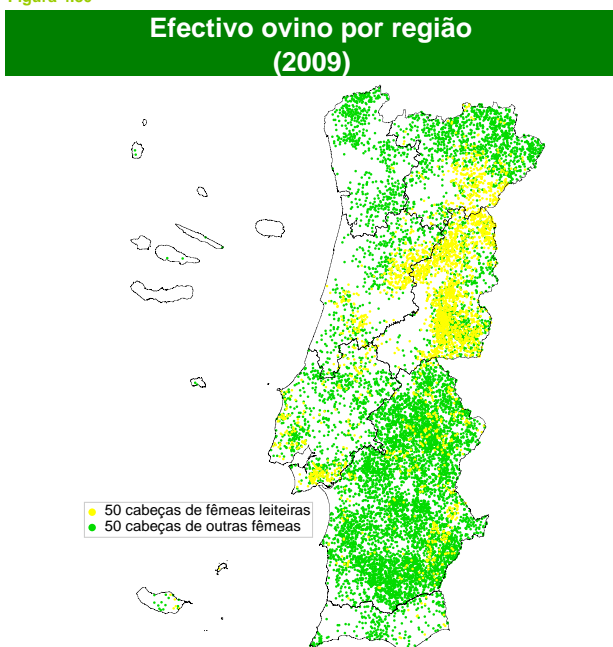 Efectivo ovino por região
(2009)
50 cabeças de fêmeas leiteiras
50 cabeças de outras fêmeas